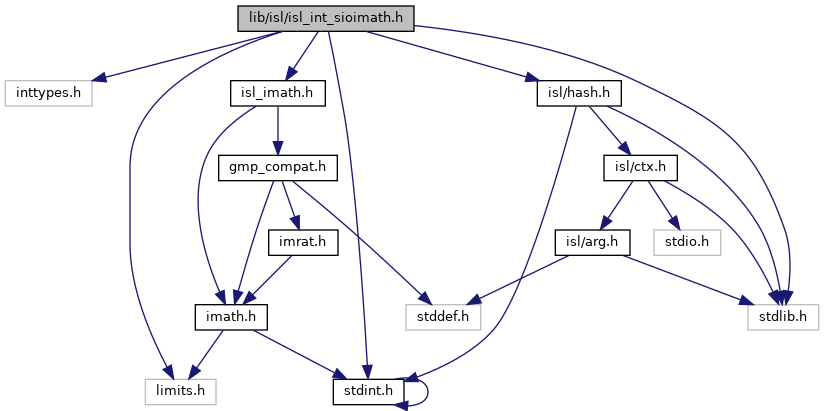 lib/isl/isl_int_sioimath.h
inttypes.h
isl_imath.h
isl/hash.h
gmp_compat.h
isl/ctx.h
imrat.h
isl/arg.h
stdio.h
imath.h
stddef.h
stdlib.h
limits.h
stdint.h